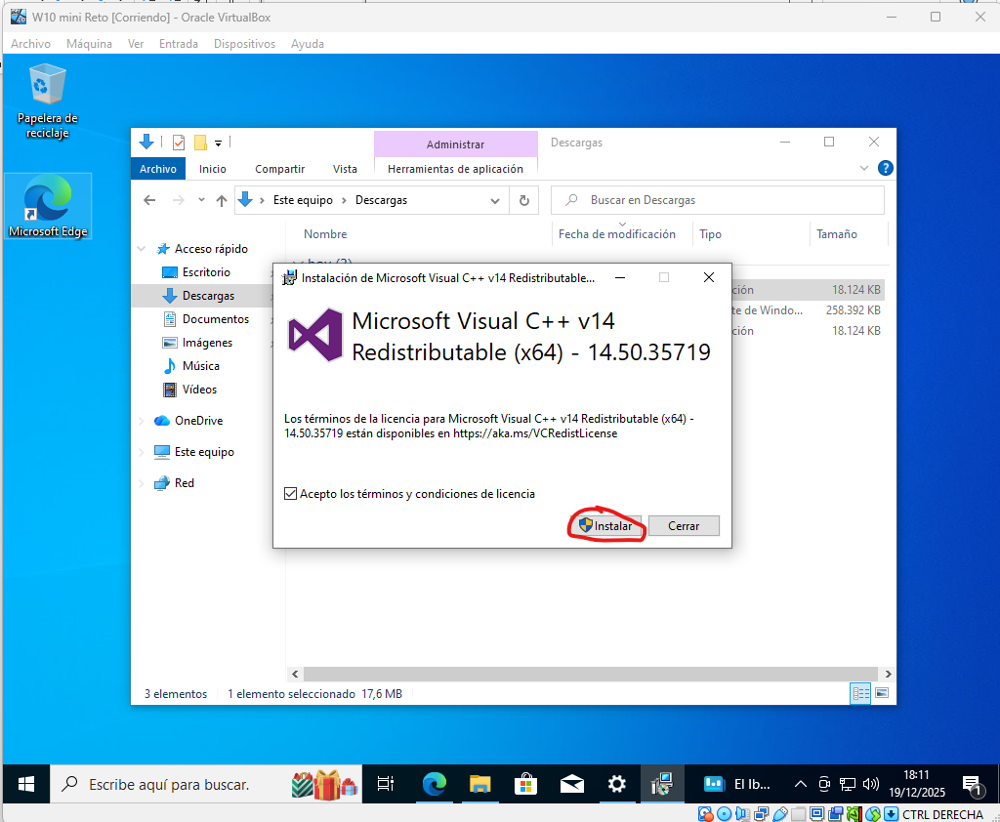 W10 mini Reto [Corriendo] - Oracle VirtualBox
Archivo Máquina Ver Entrada Dispositivos Ayuda
Papelera de
reciclaje
Microsoft Edge
Administrar
Descargas
Archivo Inicio Compartir Vista Herramientas de aplicación
Este equipo > Descargas
Buscar en Descargas
Nombre Fecha de modificación Tipo Tamaño
Acceso rápido
Escritorio
Descargas
Documentos
Imágenes
Música
Vídeos
OneDrive
Este equipo
Red
ción 18.124 KB
te de Windo... 258.392 KB
ción 18.124 KB
Instalación de Microsoft Visual C++ v14 Redistributable...
Microsoft Visual C++ v14
Redistributable (x64) - 14.50.35719
Los términos de la licencia para Microsoft Visual C++ v14 Redistributable (x64) -
14.50.35719 están disponibles en https://aka.ms/VCRedistLicense
Acepto los términos y condiciones de licencia
Instalar Cerrar
3 elementos 1 elemento seleccionado 17,6 MB
Escribe aquí para buscar.
El Ib...
18:11
19/12/2025
1
CTRL DERECHA